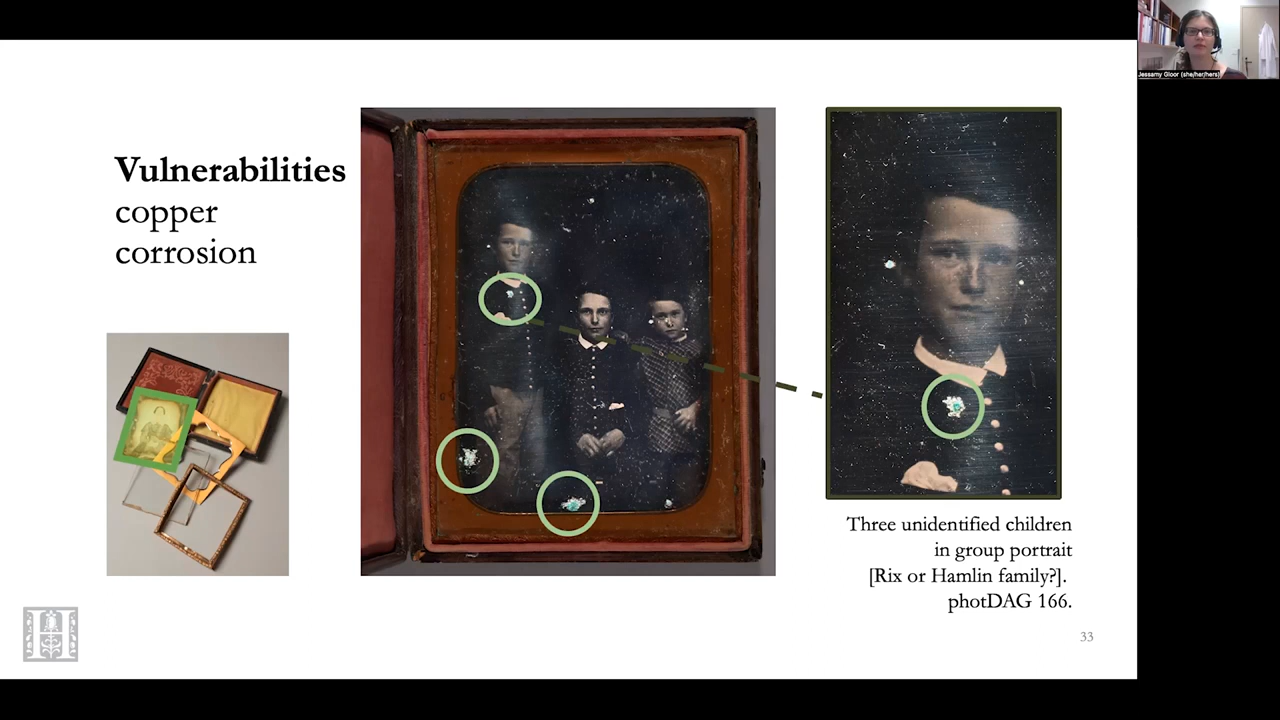 Jessamy Gloor (she/her/hers)
Vulnerabilities
copper
corrosion
Three unidentified children
in group portrait
[Rix or Hamlin family?].
photDAG 166.
33
H